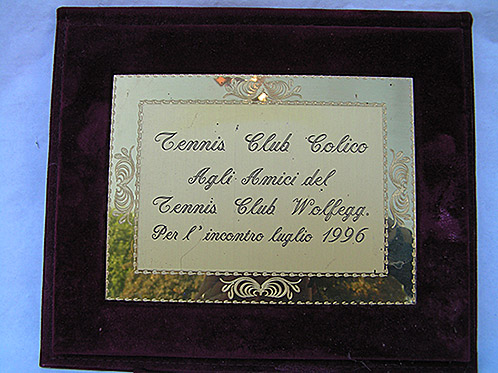 Tennis Club Colico
Agli Amici del
Tennis Club Wolfegg.
Per l'incontro luglio 1996